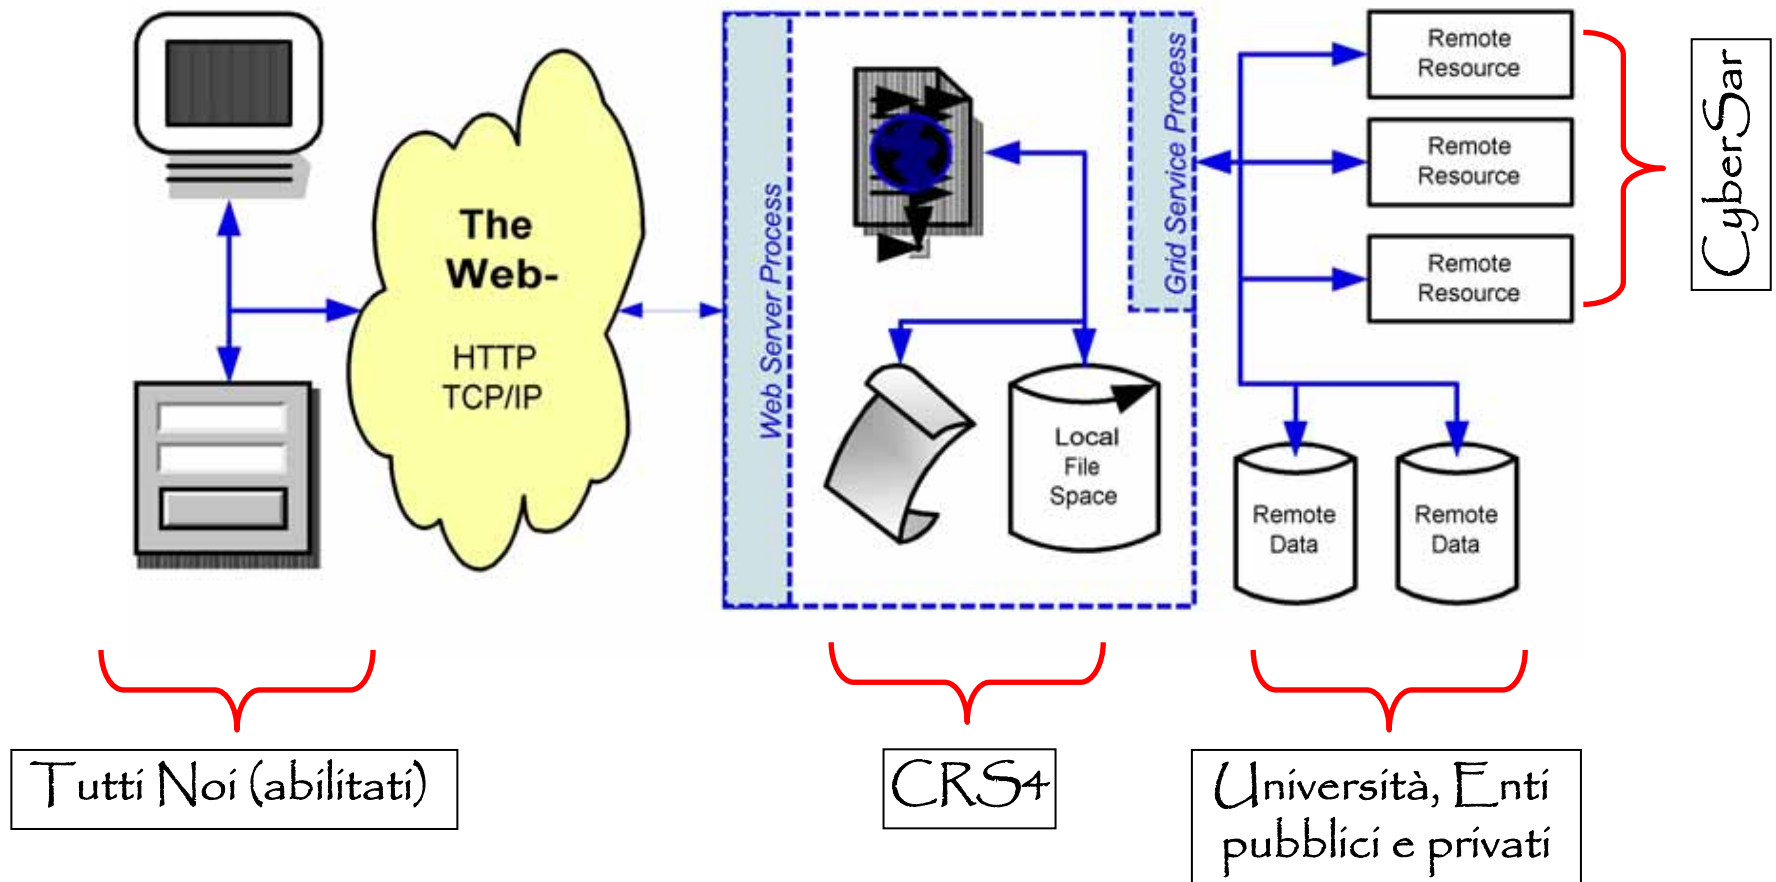 The
Web-
HTTP
TCP/IP
Web Server Process
Local
File
Space
Grid Service Process
Remote
Resource
Remote
Resource
Remote
Resource
Remote
Data
Remote
Data
CyberSar
Tutti Noi (abilitati)
CRS4
Università, Enti
pubblici e privati